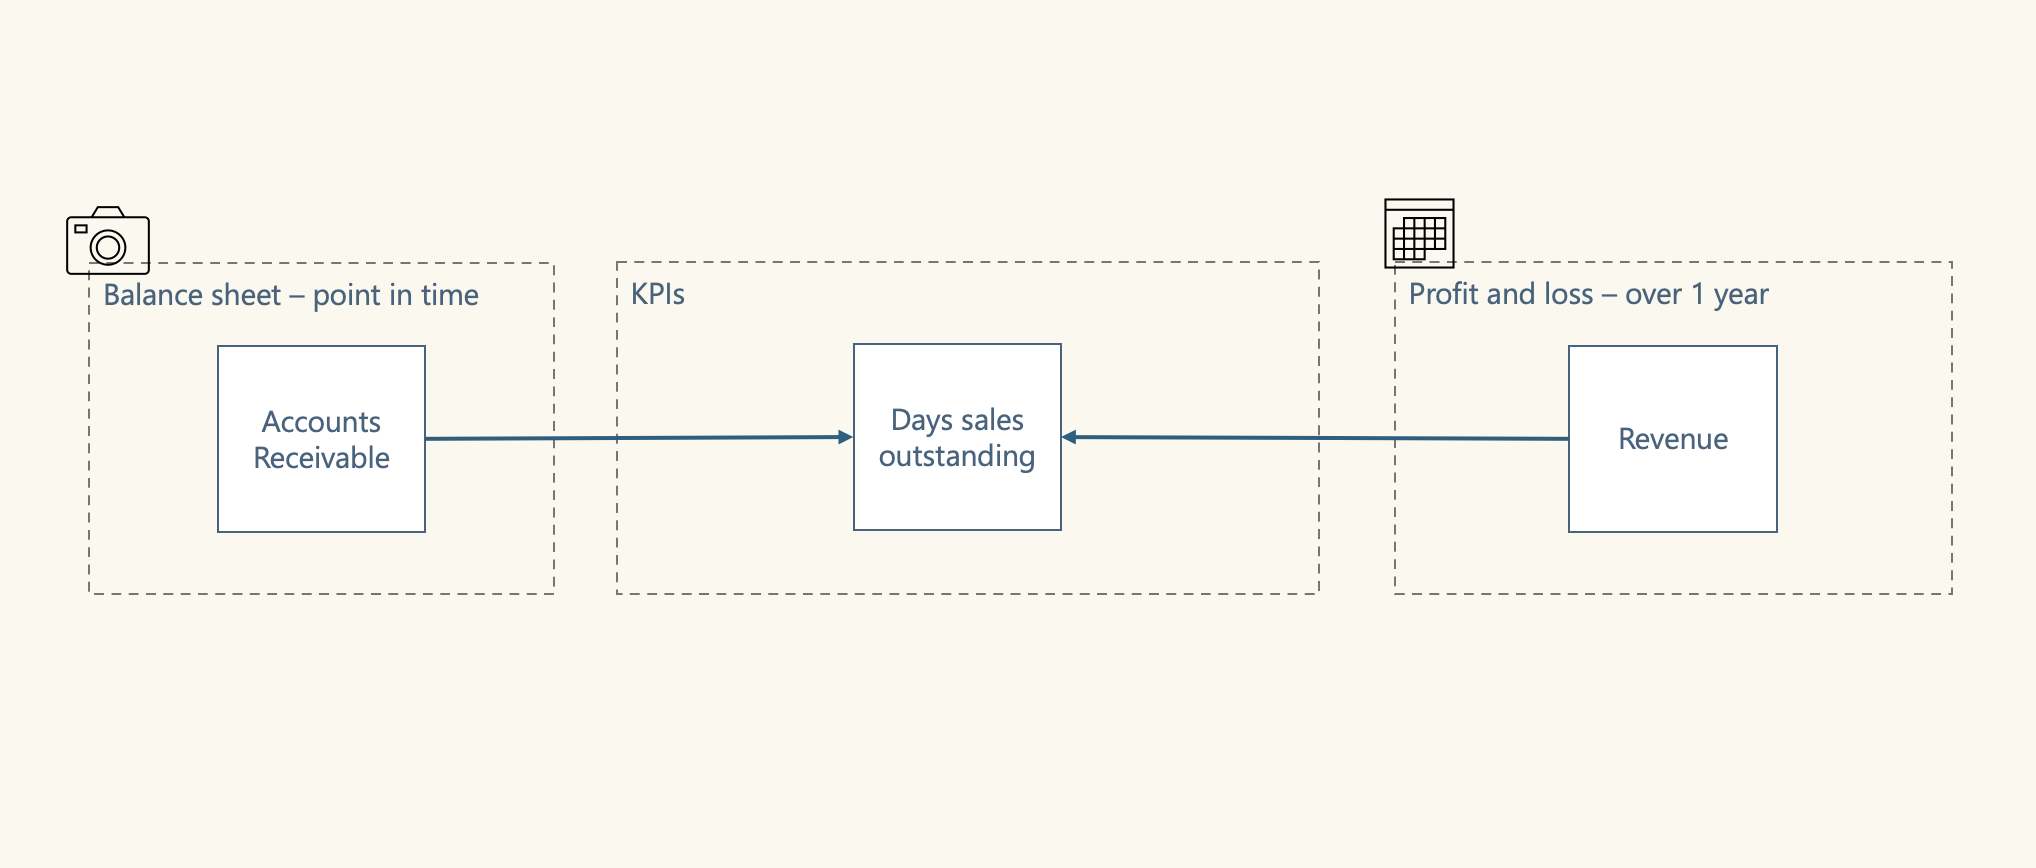 Balance sheet – point in time
KPIs
Profit and loss – over 1 year
Accounts
Receivable
Days sales
outstanding
Revenue